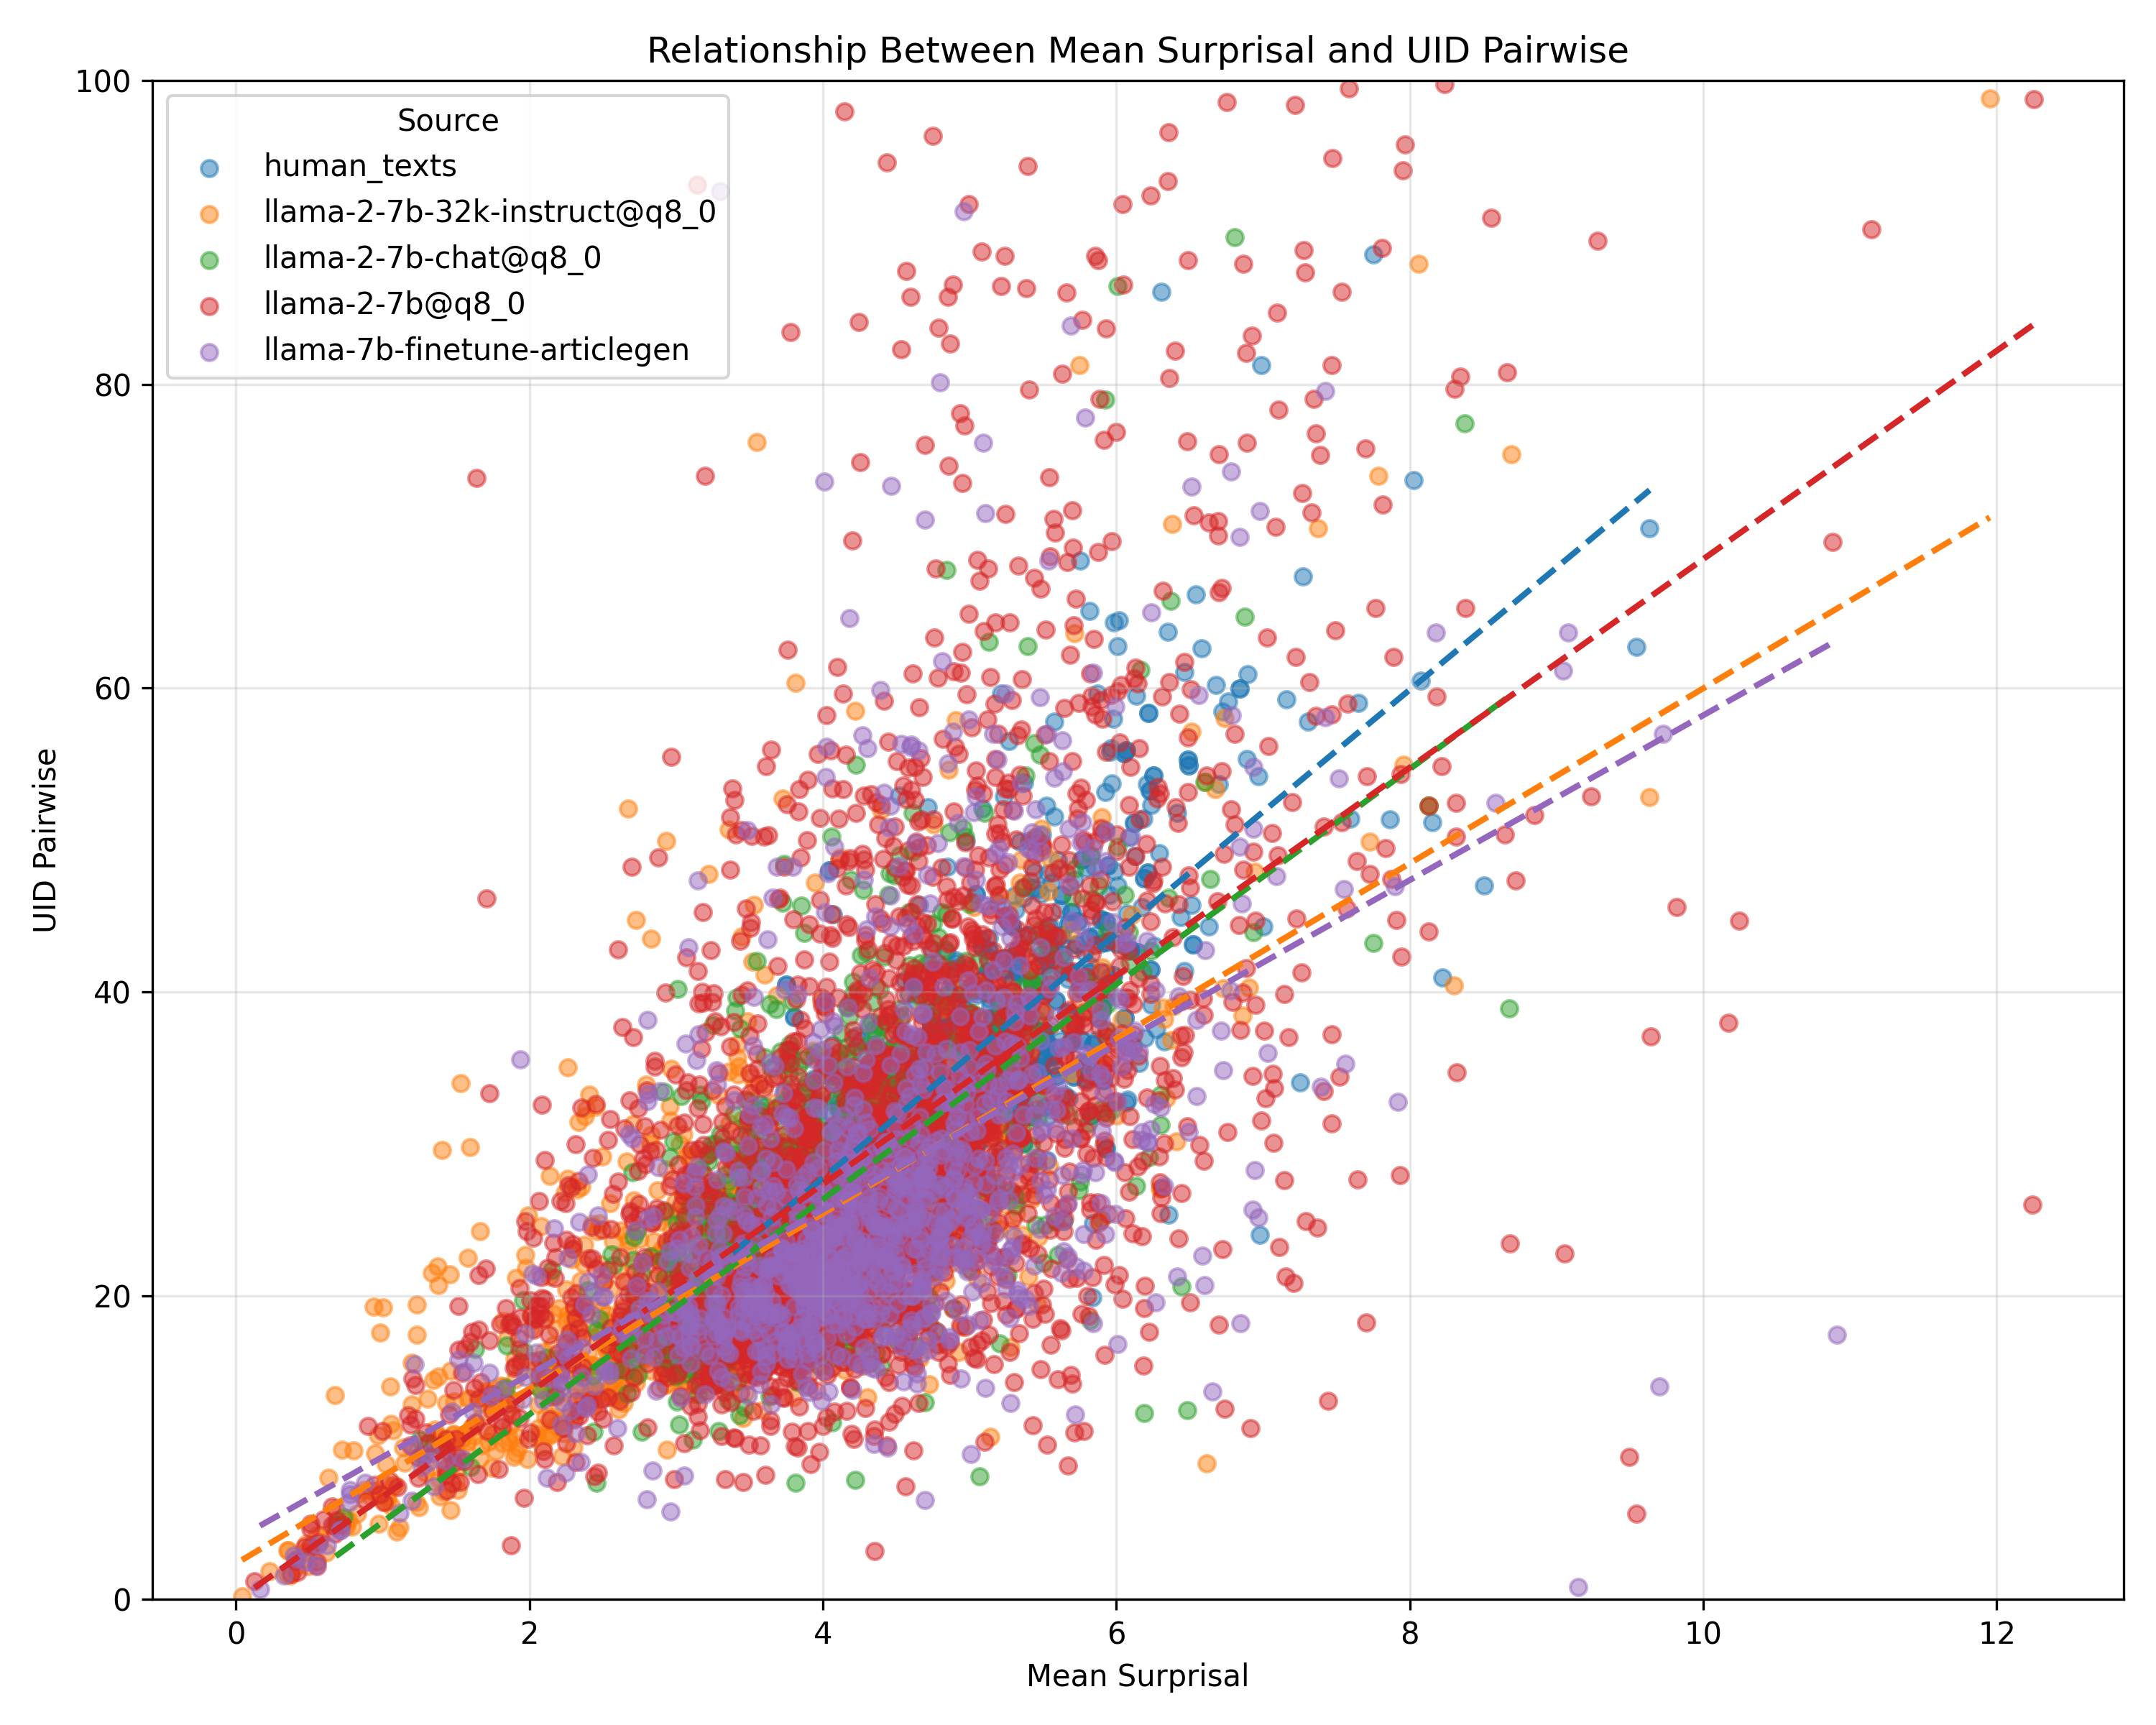 Relationship Between Mean Surprisal and UID Pairwise
100
80
60
40
20
0
UID Pairwise
Source
human_texts
llama-2-7b-32k-instruct@q8_0
llama-2-7b-chat@q8_0
llama-2-7b@q8_0
llama-7b-finetune-articlegen
0 2 4 6 8 10 12
Mean Surprisal